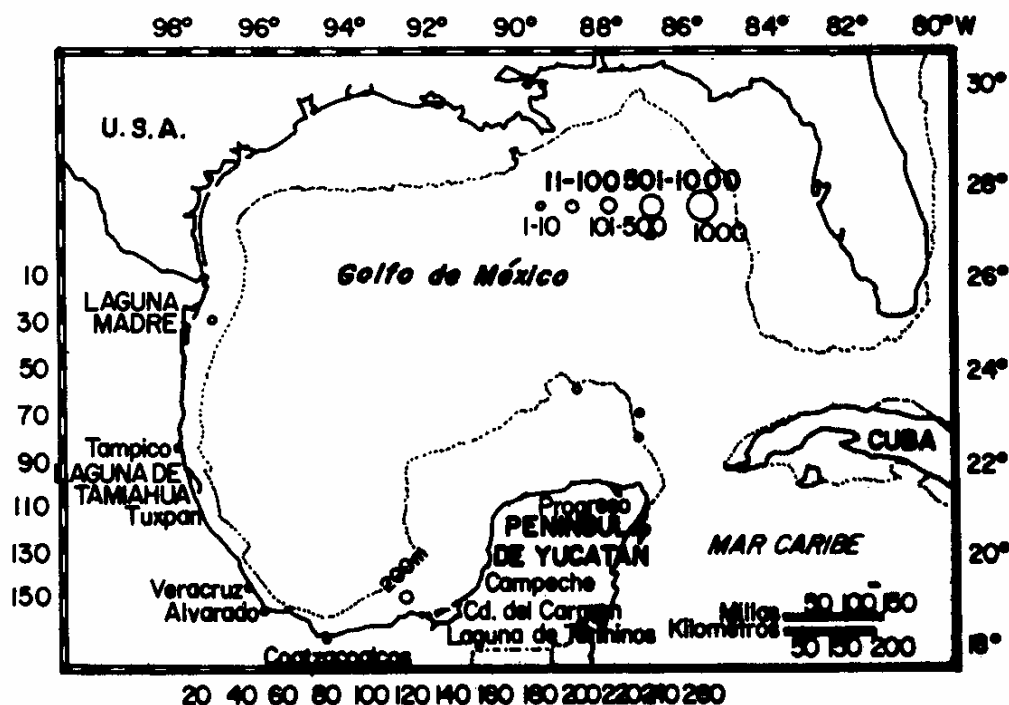 98° 96° 94° 92° 90° 88° 86° 84° 82° 80°W
30°
U. S. A.
28°
11-100 501-1000
1-10 101-500 1000
Golfo de México
10
26°
LAGUNA
MADRE
30
50
24°
70
Tampico
CUBA
90
22°
LAGUNA DE
TAMIAHUA
110
Progreso
Tuxpan
PENINSUL
DE YUCATAN
MAR CARIBE
130
20°
200m
150
Veracruz
Campeche
50 100 150
Alvarado
Cd. del Carmen
Millas
Laguna de Terminos
Kilometros
50 150 200
18°
Coatzacoalcos
20 40 60 80 100 120 140 160 180 200 220 240 260